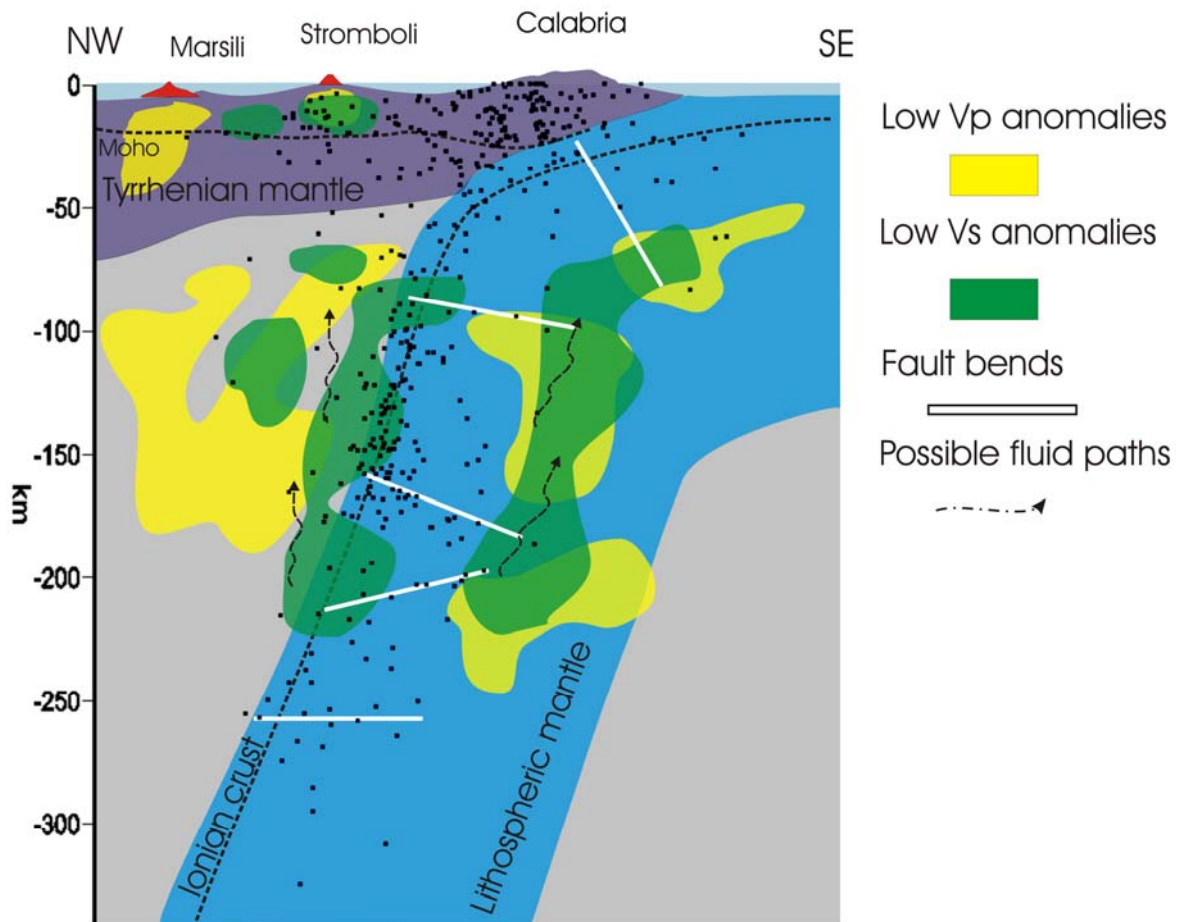 NW
Marsili
Stromboli
Calabria
SE
0
Moho
Tyrrhenian mantle
-50
-100
-150
km
-200
-250
-300
Ionian crust
Lithospheric mantle
Low Vp anomalies
Low Vs anomalies
Fault bends
Possible fluid paths